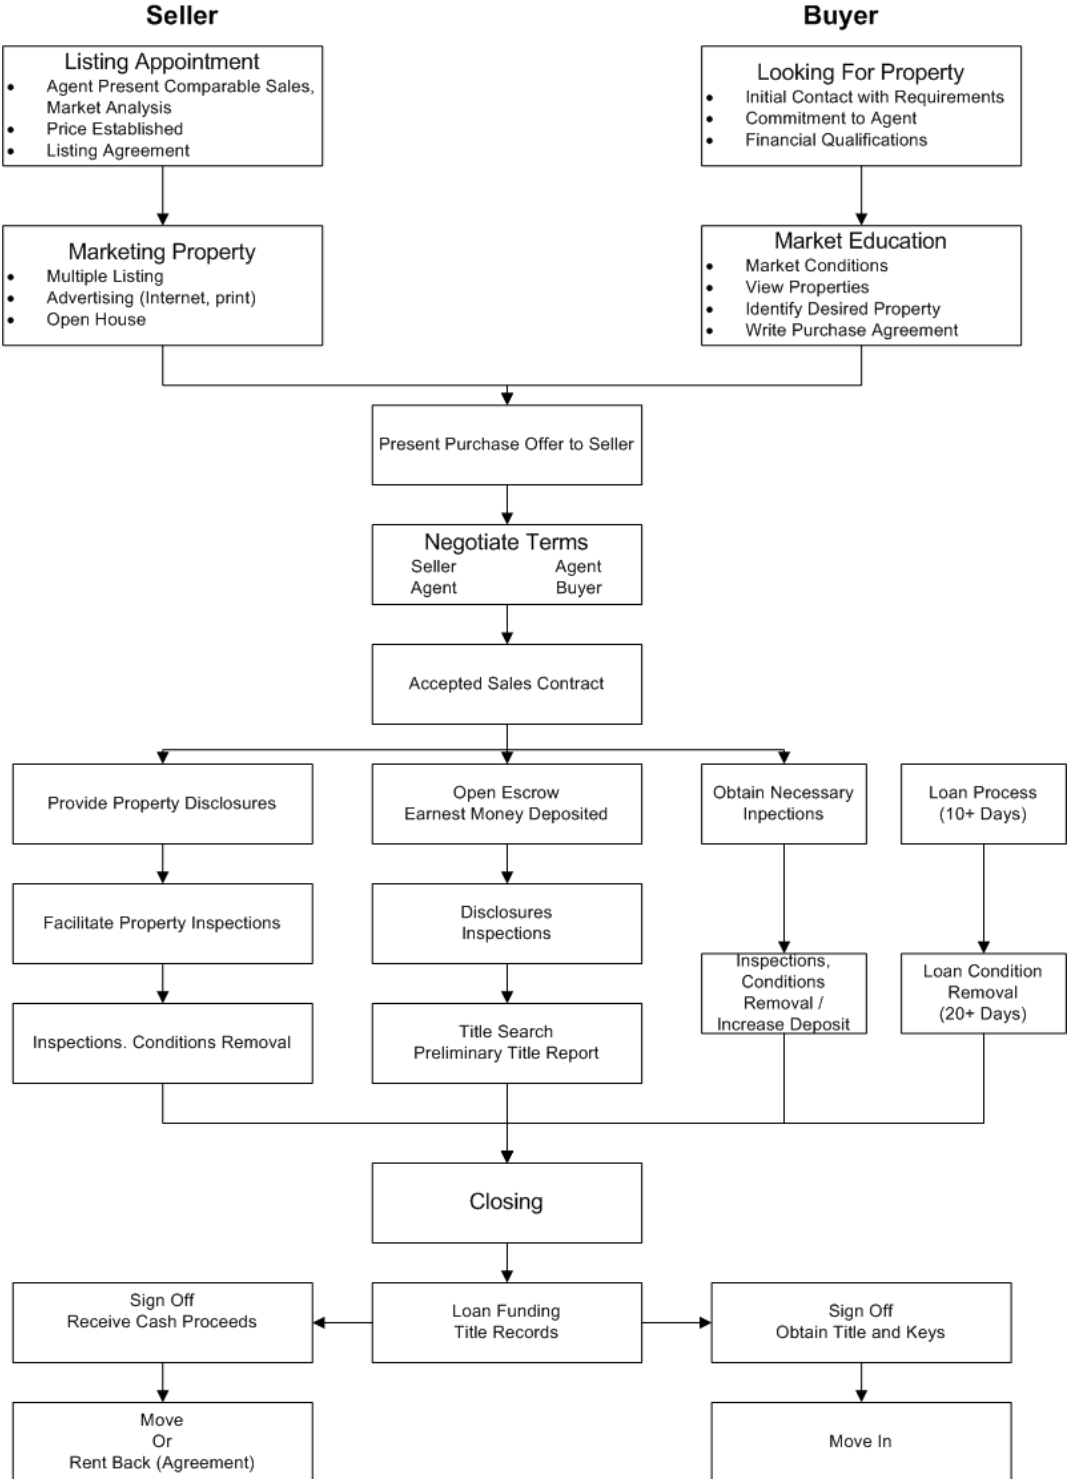 Seller
Buyer
Listing Appointment
• Agent Present Comparable Sales,
Market Analysis
• Price Established
• Listing Agreement
Looking For Property
• Initial Contact with Requirements
• Commitment to Agent
• Financial Qualifications
Marketing Property
• Multiple Listing
• Advertising (Internet, print)
• Open House
Market Education
• Market Conditions
• View Properties
• Identify Desired Property
• Write Purchase Agreement
Present Purchase Offer to Seller
Negotiate Terms
Seller Agent
Agent Buyer
Accepted Sales Contract
Provide Property Disclosures
Open Escrow
Earnest Money Deposited
Obtain Necessary
Inpections
Loan Process
(10+ Days)
Facilitate Property Inspections
Disclosures
Inspections
Inspections,
Conditions
Removal /
Increase Deposit
Loan Condition
Removal
(20+ Days)
Inspections. Conditions Removal
Title Search
Preliminary Title Report
Closing
Sign Off
Receive Cash Proceeds
Loan Funding
Title Records
Sign Off
Obtain Title and Keys
Move
Or
Rent Back (Agreement)
Move In